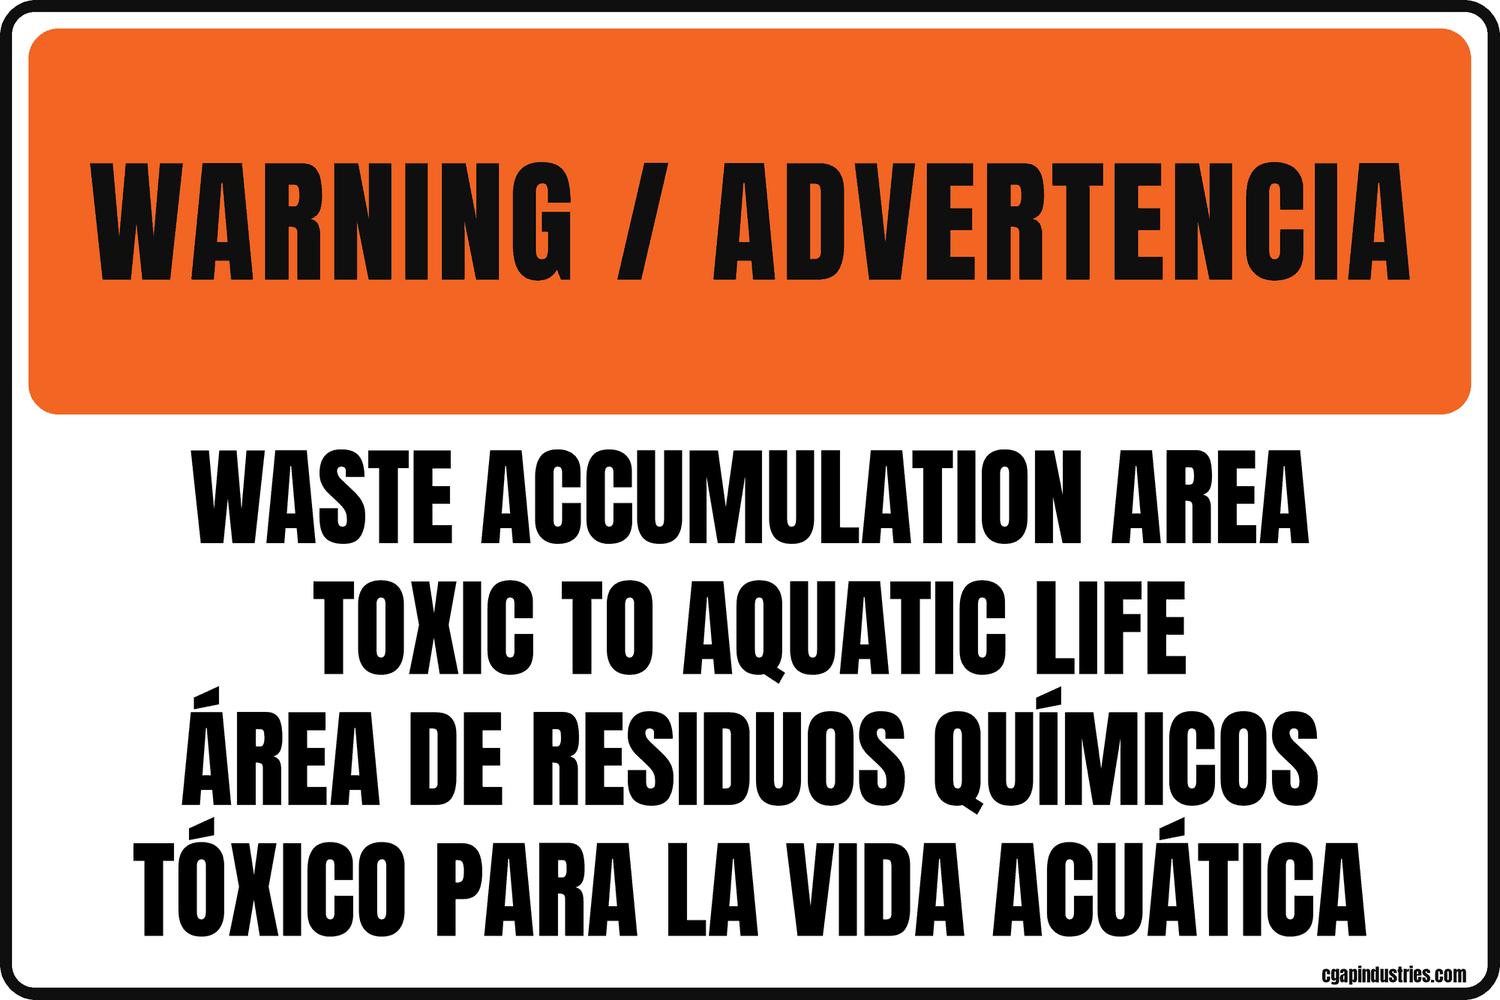 WARNING / ADVERTENCIA
WASTE ACCUMULATION AREA
TOXIC TO AQUATIC LIFE
ÁREA DE RESIDUOS QUÍMICOS
TÓXICO PARA LA VIDA ACUÁTICA
cgapindustries.com